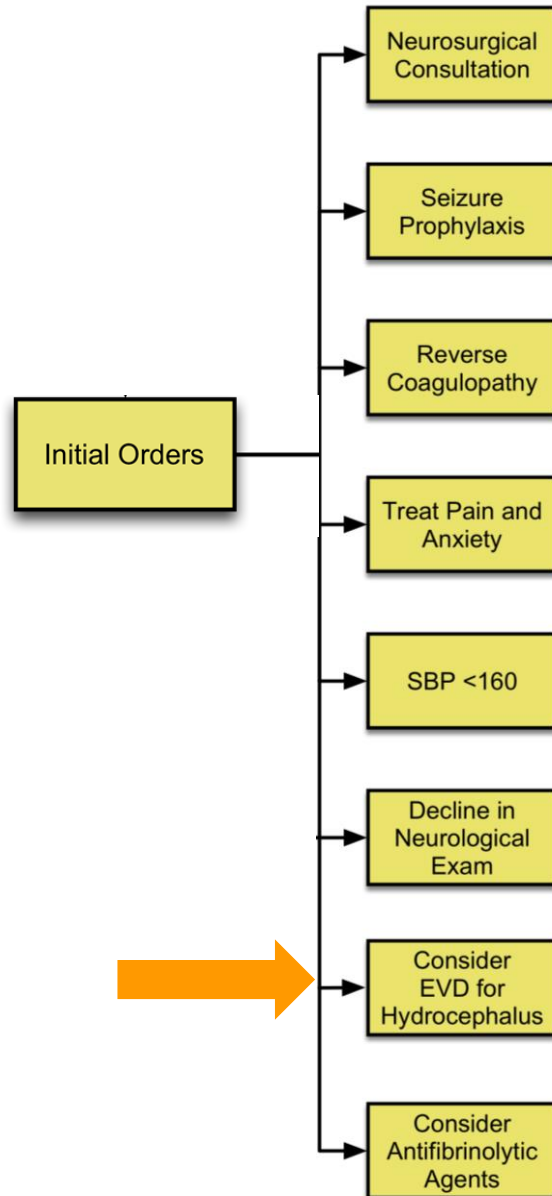 Neurosurgical
Consultation
Seizure
Prophylaxis
Reverse
Coagulopathy
Initial Orders
Treat Pain and
Anxiety
SBP <160
Decline in
Neurological
Exam
Consider
EVD for
Hydrocephalus
Consider
Antifibrinolytic
Agents